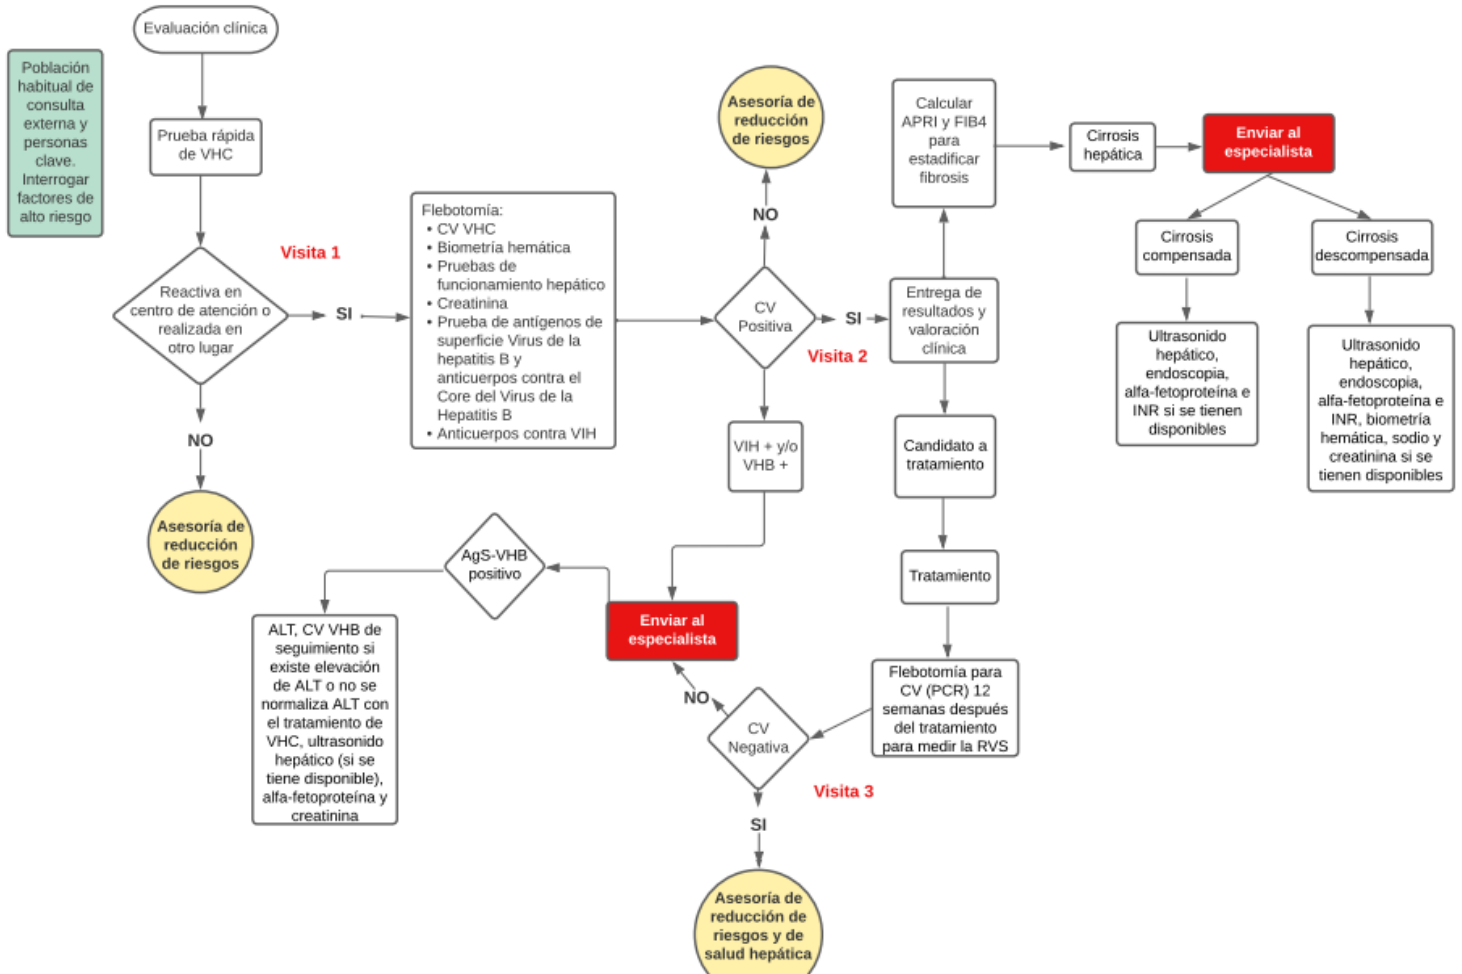 Evaluación clínica
Población
habitual de
consulta
externa y
personas
clave.
Interrogar
factores de
alto riesgo
Prueba rápida
de VHC
Visita 1
Reactiva en
centro de atención o
realizada en
otro lugar
SI
NO
Asesoría de
reducción
de riesgos
Flebotomía:
• CV VHC
• Biometría hemática
• Pruebas de
funcionamiento hepático
• Creatinina
• Prueba de antígenos de
superficie Virus de la
hepatitis B y
anticuerpos contra el
Core del Virus de la
Hepatitis B
• Anticuerpos contra VIH
Asesoría de
reducción
de riesgos
NO
CV
Positiva
SI
Visita 2
Entrega de
resultados y
valoración
clínica
Calcular
APRI y FIB4
para
estadificar
fibrosis
Cirrosis
hepática
Enviar al
especialista
Cirrosis
compensada
Cirrosis
descompensada
Ultrasonido
hepático,
endoscopia,
alfa-fetoproteína e
INR si se tienen
disponibles
Ultrasonido
hepático,
endoscopia,
alfa-fetoproteína e
INR, biometría
hemática, sodio y
creatinina si se
tienen disponibles
VIH + y/o
VHB +
Candidato a
tratamiento
Tratamiento
Flebotomía para
CV (PCR) 12
semanas después
del tratamiento
para medir la RVS
AgS-VHB
positivo
Enviar al
especialista
ALT, CV VHB de
seguimiento si
existe elevación
de ALT o no se
normaliza ALT con
el tratamiento de
VHC, ultrasonido
hepático (si se
tiene disponible),
alfa-fetoproteína y
creatinina
NO
CV
Negativa
Visita 3
SI
Asesoría de
reducción de
riesgos y de
salud hepática